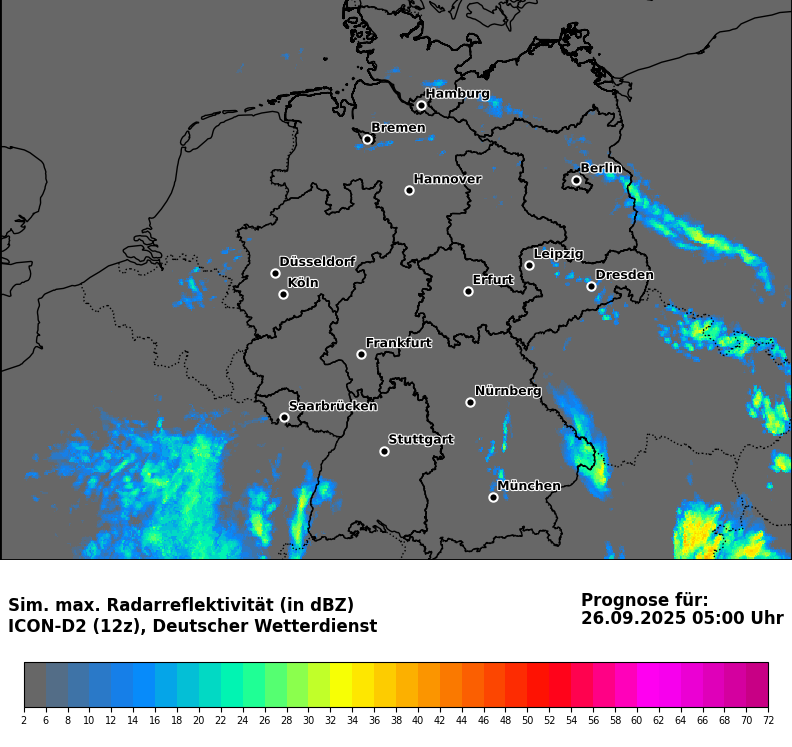 Hamburg
Bremen
Berlin
Hannover
Leipzig
Düsseldorf
Dresden
Köln
Erfurt
Frankfurt
Nürnberg
Saarbrücken
Stuttgart
München
Sim. max. Radarreflektivität (in dBZ)
ICON-D2 (12z), Deutscher Wetterdienst
Prognose für:
26.09.2025 05:00 Uhr
2 6 8 10 12 14 16 18 20 22 24 26 28 30 32 34 36 38 40 42 44 46 48 50 52 54 56 58 60 62 64 66 68 70 72